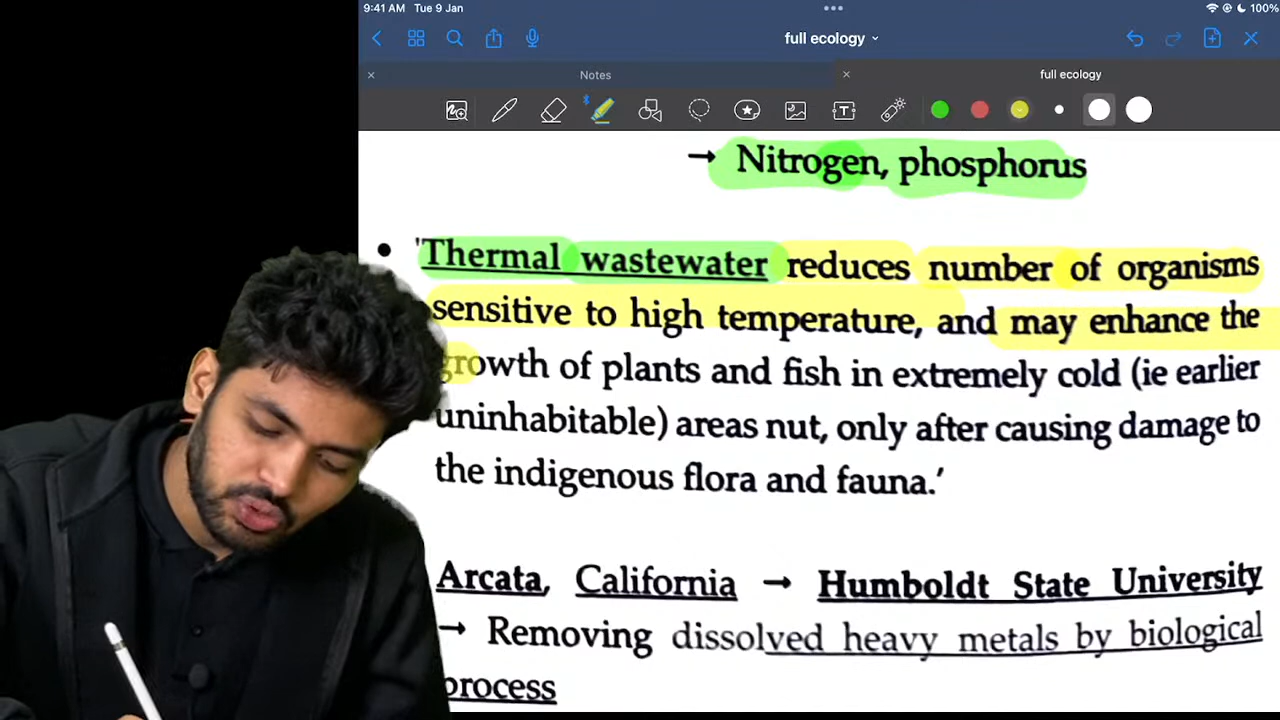 9:41 AM Tue 9 Jan
100%
full ecology
Notes
full ecology
→ Nitrogen, phosphorus
• 'Thermal wastewater reduces number of organisms
sensitive to high temperature, and may enhance the
growth of plants and fish in extremely cold (ie earlier
uninhabitable) areas nut, only after causing damage to
the indigenous flora and fauna.'
Arcata, California → Humboldt State University
→ Removing dissolved heavy metals by biological
process